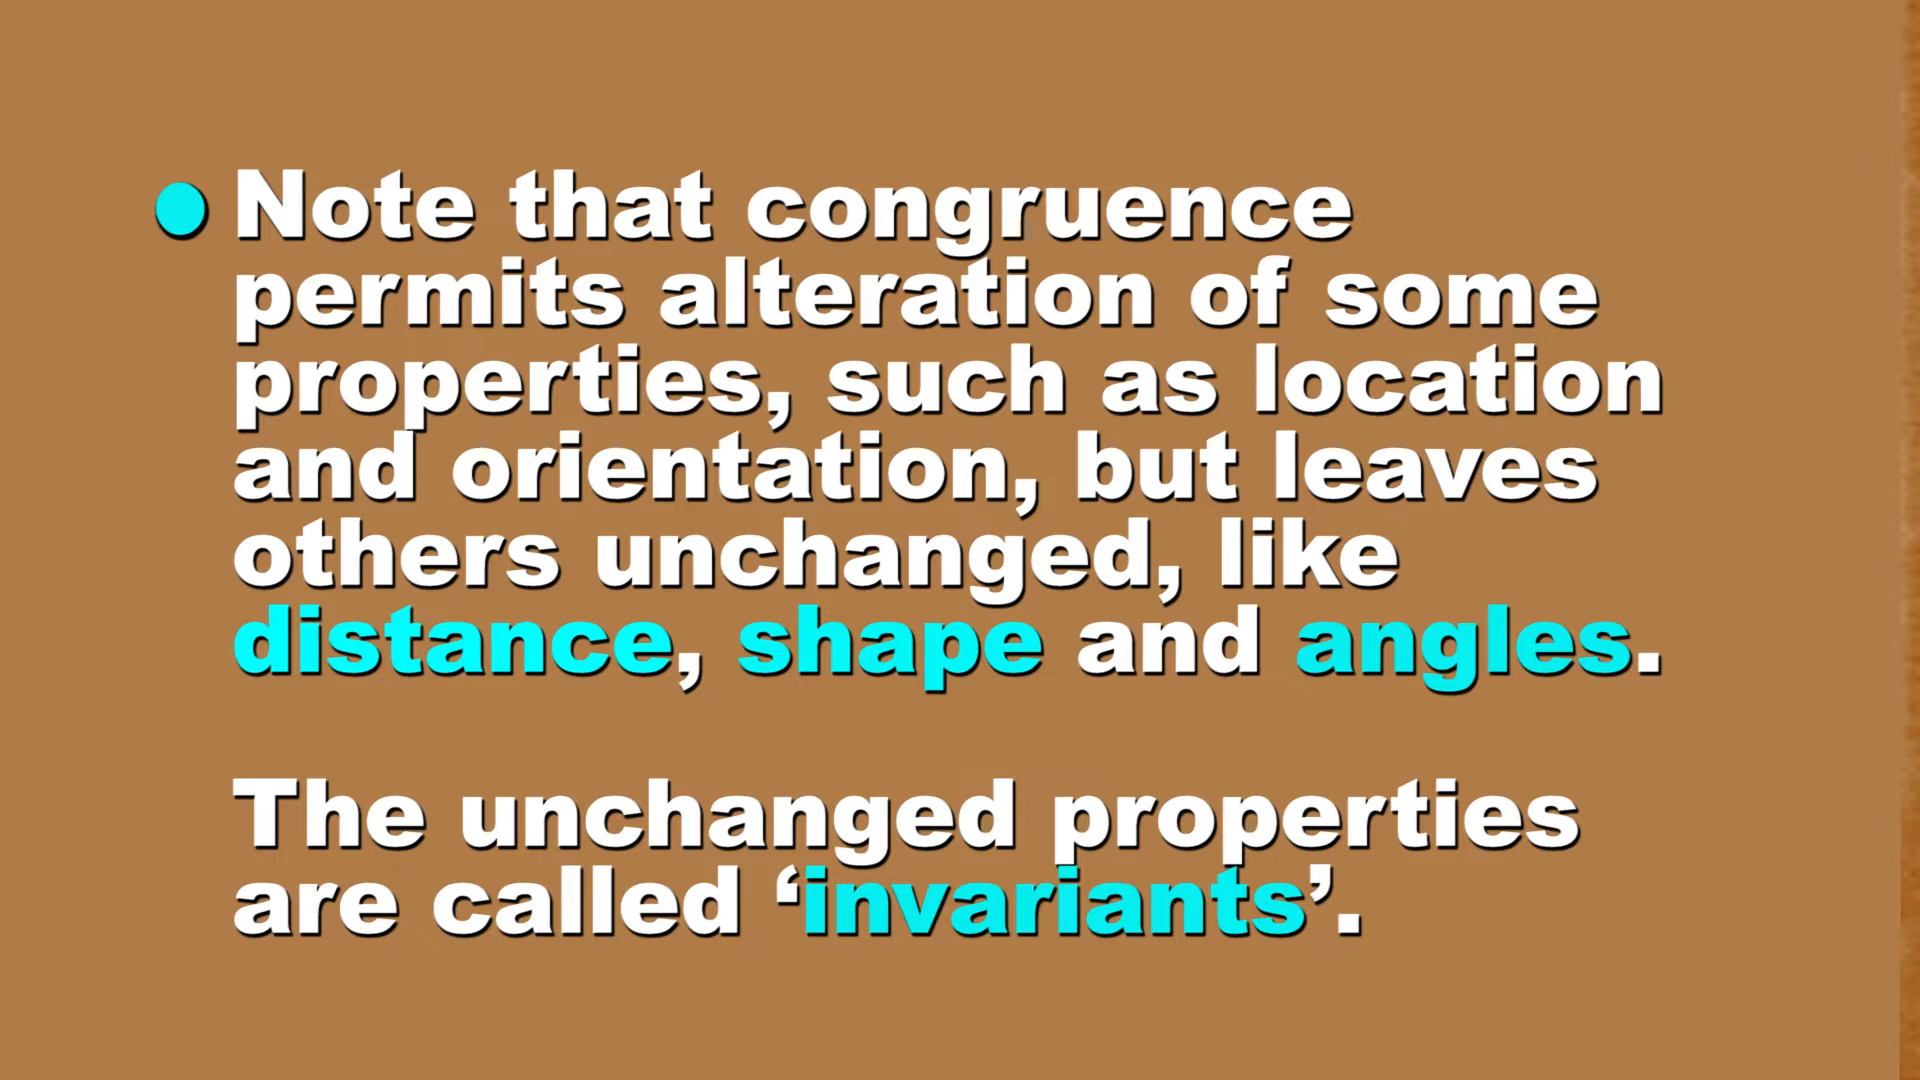 Note that congruence
permits alteration of some
properties, such as location
and orientation, but leaves
others unchanged, like
distance, shape and angles.
The unchanged properties
are called ‘invariants’.